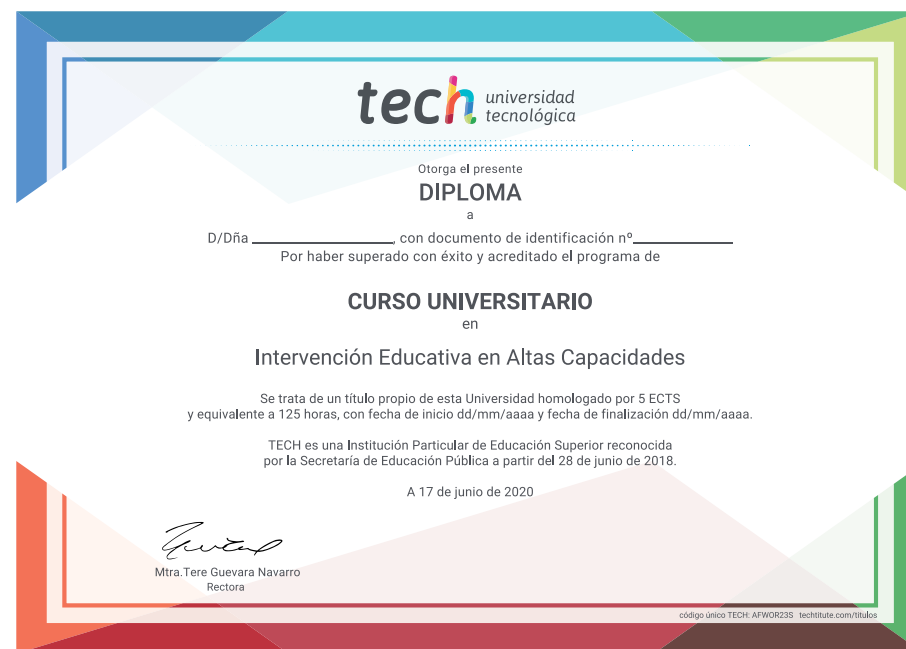 tech universidad
tecnológica
Otorga el presente
DIPLOMA
a
D/Dña ____________________, con documento de identificación nº______________
Por haber superado con éxito y acreditado el programa de
CURSO UNIVERSITARIO
en
Intervención Educativa en Altas Capacidades
Se trata de un título propio de esta Universidad homologado por 5 ECTS
y equivalente a 125 horas, con fecha de inicio dd/mm/aaaa y fecha de finalización dd/mm/aaaa.
TECH es una Institución Particular de Educación Superior reconocida
por la Secretaría de Educación Pública a partir del 28 de junio de 2018.
A 17 de junio de 2020
Mtra.Tere Guevara Navarro
Rectora
código único TECH: AFWOR23S techtitute.com/titulos